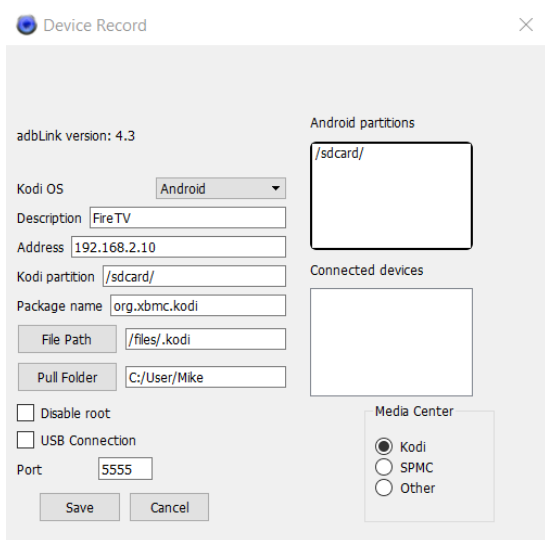 Device Record
adbLink version: 4.3
Kodi OS Android
Description FireTV
Address 192.168.2.10
Kodi partition /sdcard/
Package name org.xbmc.kodi
File Path /files/.kodi
Pull Folder C:/User/Mike
Disable root
USB Connection
Port 5555
Save Cancel
Android partitions
/sdcard/
Connected devices
Media Center
Kodi
SPMC
Other